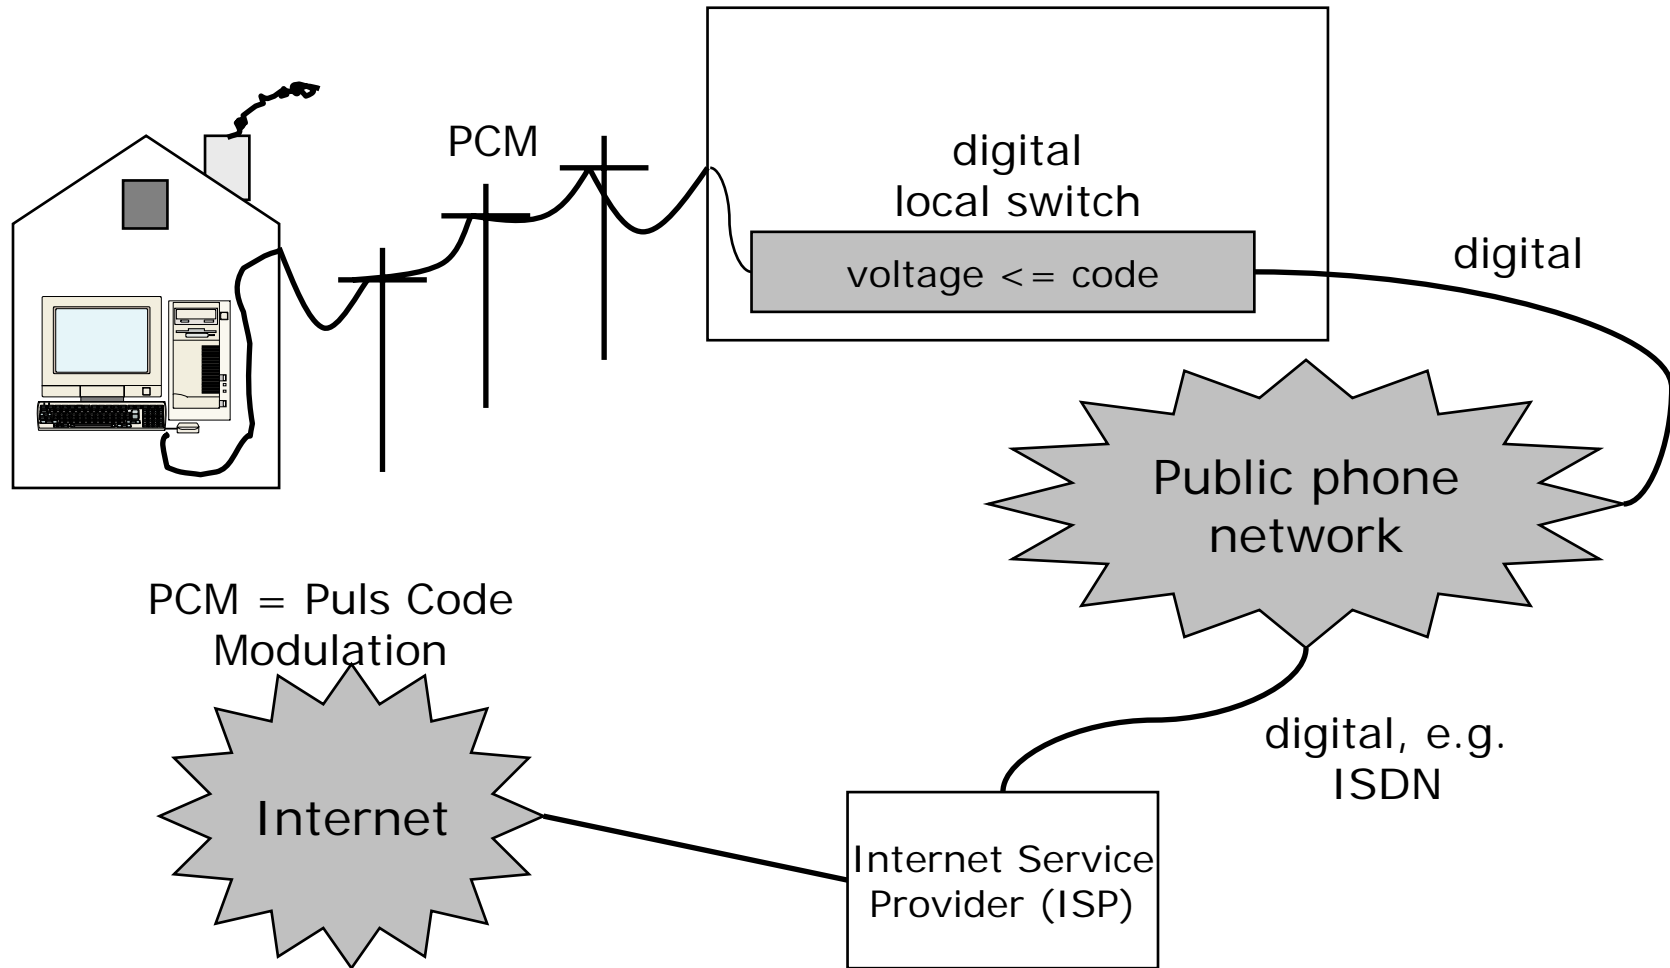 PCM
digital
local switch
voltage <= code
digital
Public phone
network
PCM = Puls Code
Modulation
digital, e.g.
ISDN
Internet
Internet Service
Provider (ISP)